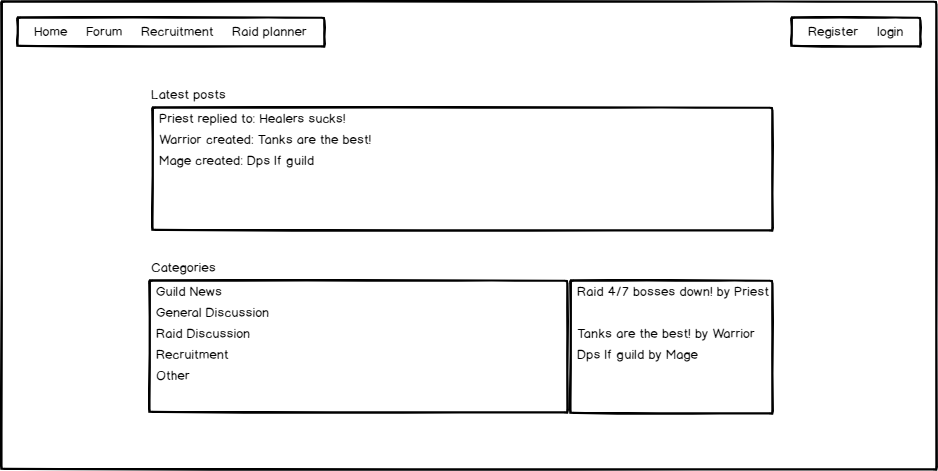 Home Forum Recruitment Raid planner Register login
Latest posts
Priest replied to: Healers sucks!
Warrior created: Tanks are the best!
Mage created: Dps lf guild
Categories
Guild News Raid 4/7 bosses down! by Priest
General Discussion
Raid Discussion Tanks are the best! by Warrior
Recruitment Dps lf guild by Mage
Other